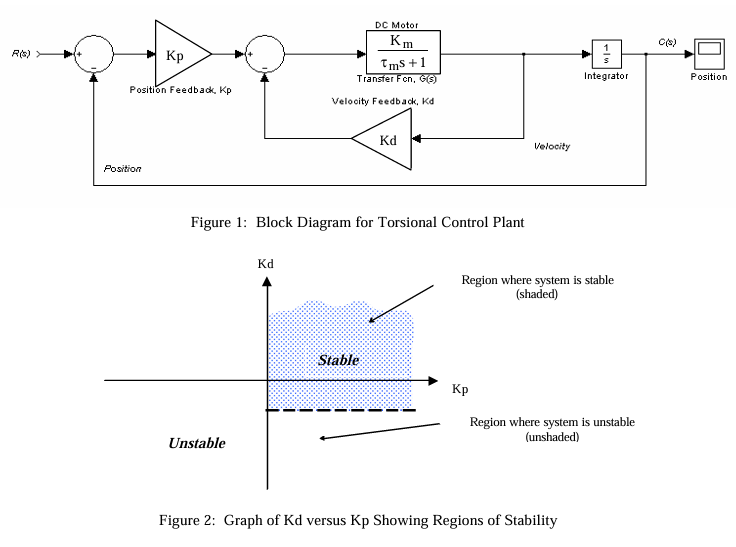 DC Motor
R(s)
+
−
Kp
+
−
K_m
τ_m s + 1
C(s)
1
s
Position Feedback, Kp
Transfer Fcn, G(s)
Integrator
Position
Velocity Feedback, Kd
Kd
Velocity
Position
Figure 1: Block Diagram for Torsional Control Plant
Kd
Region where system is stable
(shaded)
Stable
Kp
Region where system is unstable
(unshaded)
Unstable
Figure 2: Graph of Kd versus Kp Showing Regions of Stability